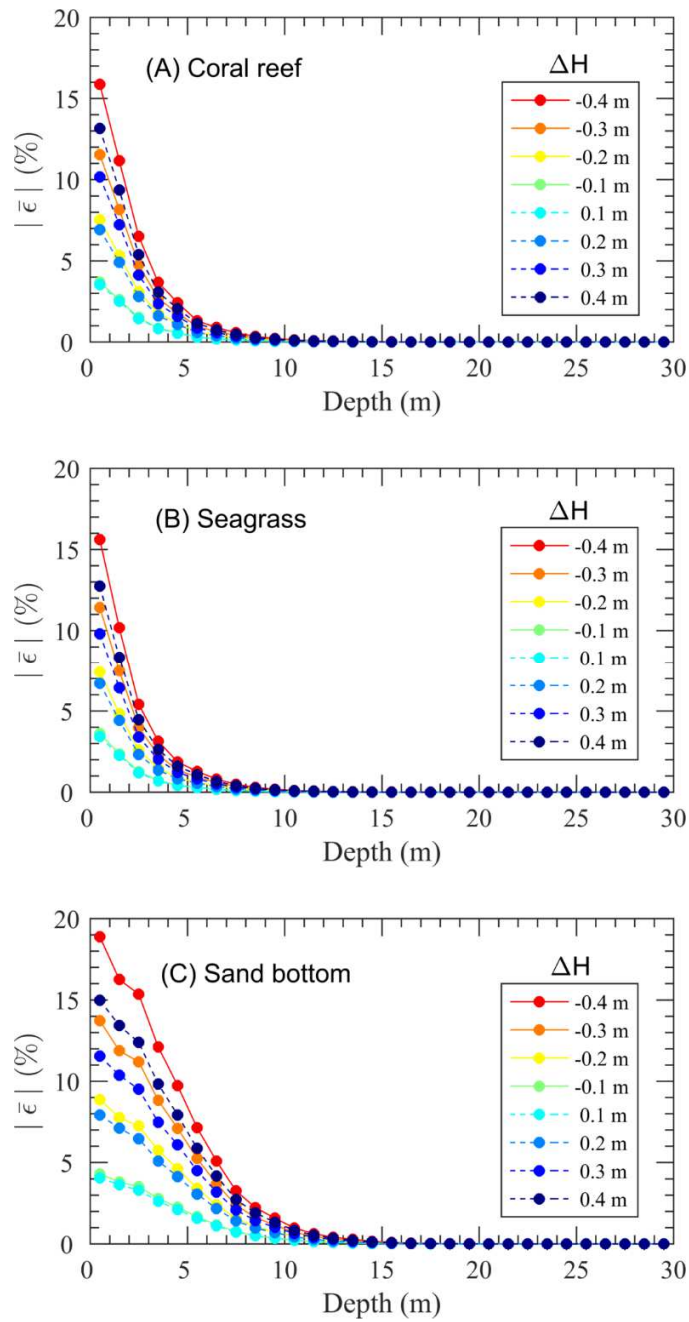 20
(A) Coral reef
ΔH
-0.4 m
-0.3 m
-0.2 m
-0.1 m
0.1 m
0.2 m
0.3 m
0.4 m
15
10
5
0
| ε̄ | (%)
0 5 10 15 20 25 30
Depth (m)
20
(B) Seagrass
ΔH
-0.4 m
-0.3 m
-0.2 m
-0.1 m
0.1 m
0.2 m
0.3 m
0.4 m
15
10
5
0
| ε̄ | (%)
0 5 10 15 20 25 30
Depth (m)
20
(C) Sand bottom
ΔH
-0.4 m
-0.3 m
-0.2 m
-0.1 m
0.1 m
0.2 m
0.3 m
0.4 m
15
10
5
0
| ε̄ | (%)
0 5 10 15 20 25 30
Depth (m)